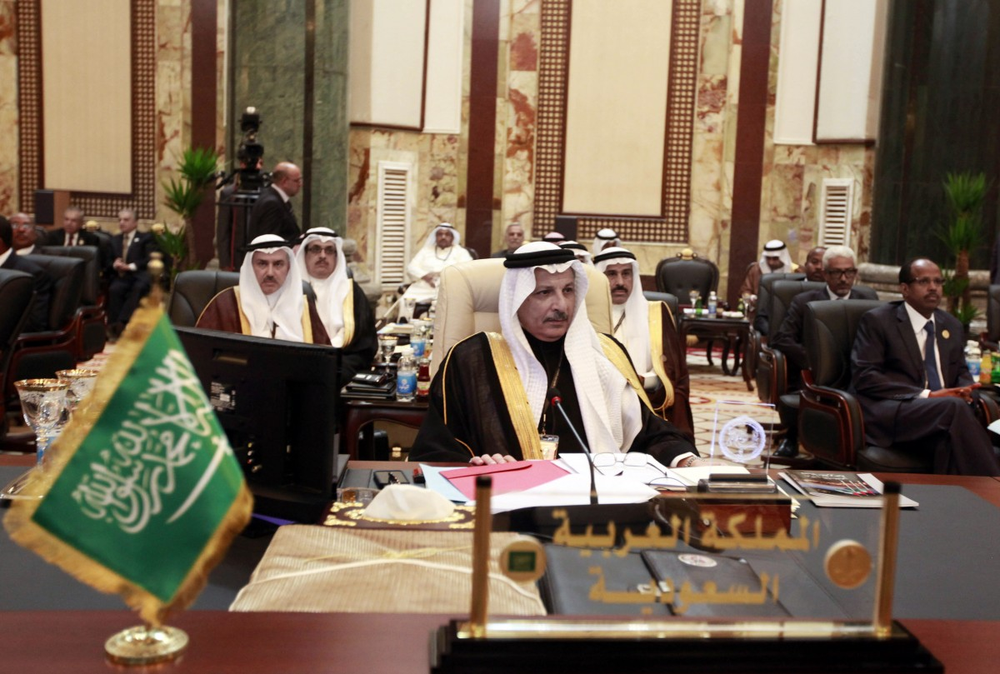 لا إله إلا الله محمد رسول الله
المملكة العربية
السعودية